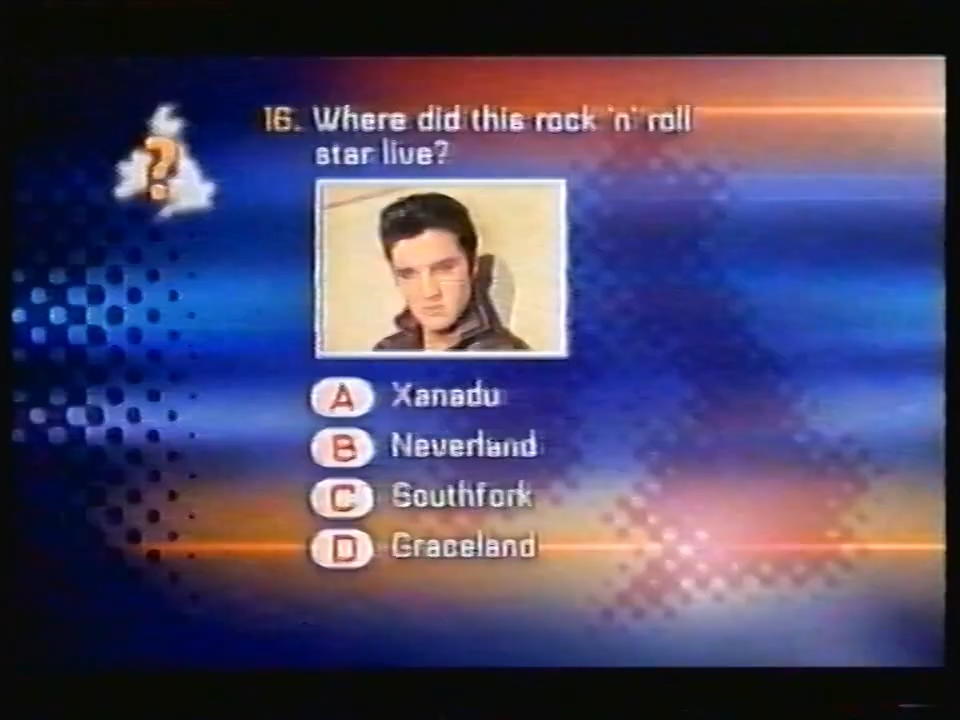 ?
16. Where did this rock 'n' roll
star live?
A Xanadu
B Neverland
C Southfork
D Graceland